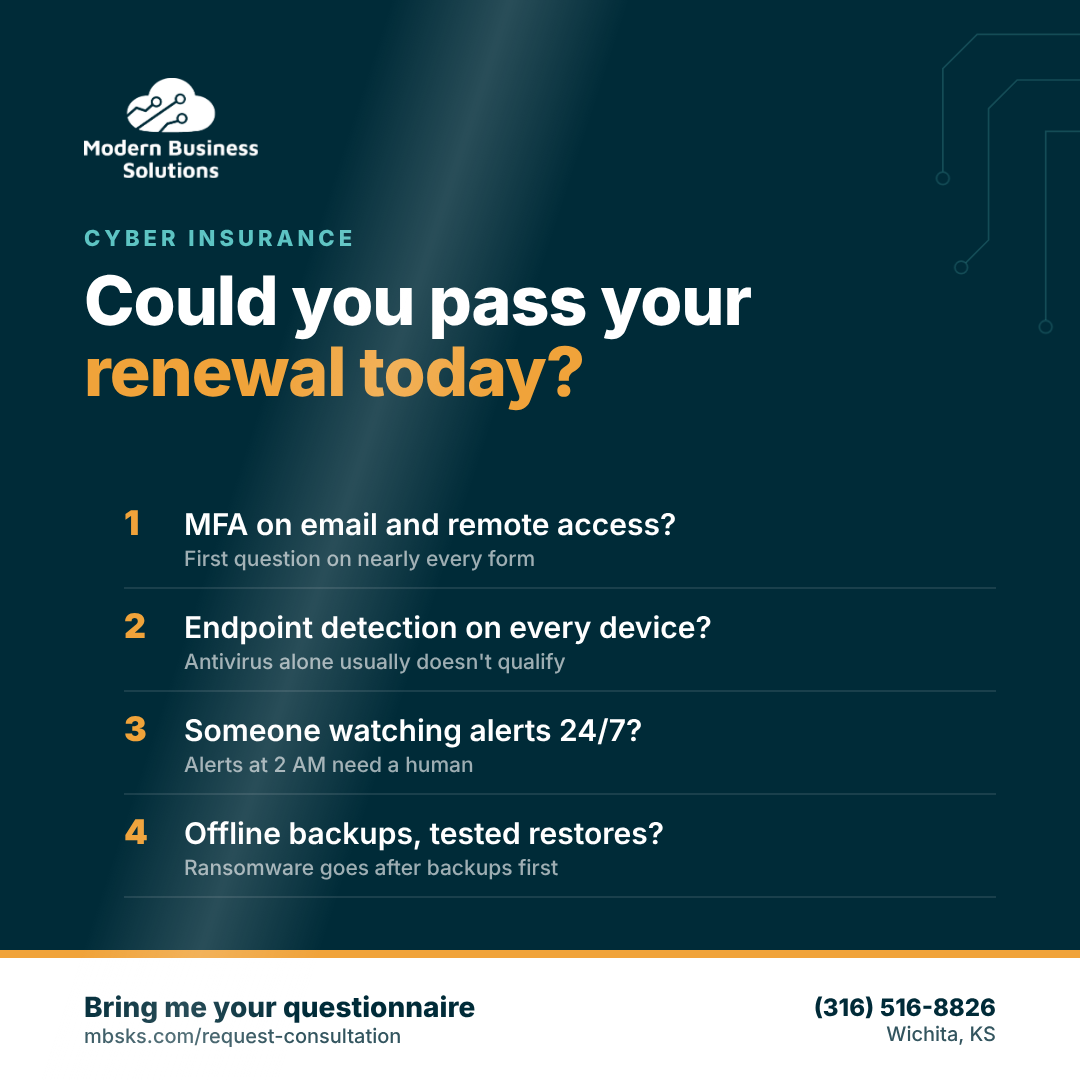 Modern Business
Solutions
CYBER INSURANCE
Could you pass your
renewal today?
1 MFA on email and remote access?
First question on nearly every form
2 Endpoint detection on every device?
Antivirus alone usually doesn't qualify
3 Someone watching alerts 24/7?
Alerts at 2 AM need a human
4 Offline backups, tested restores?
Ransomware goes after backups first
Bring me your questionnaire
mbsks.com/request-consultation
(316) 516-8826
Wichita, KS